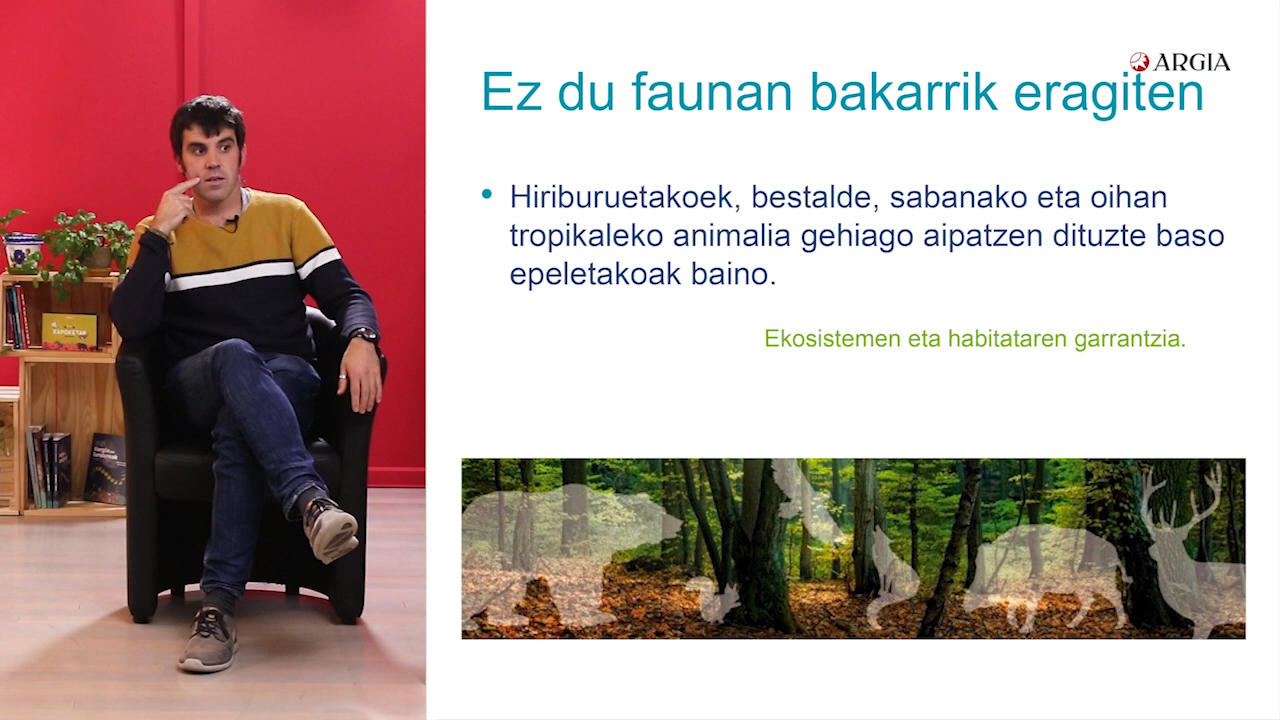 ARGIA
Ez du faunan bakarrik eragiten
• Hiriburuetakoek, bestalde, sabanako eta oihan
tropikaleko animalia gehiago aipatzen dituzte baso
epeletakoak baino.
Ekosistemen eta habitataren garrantzia.